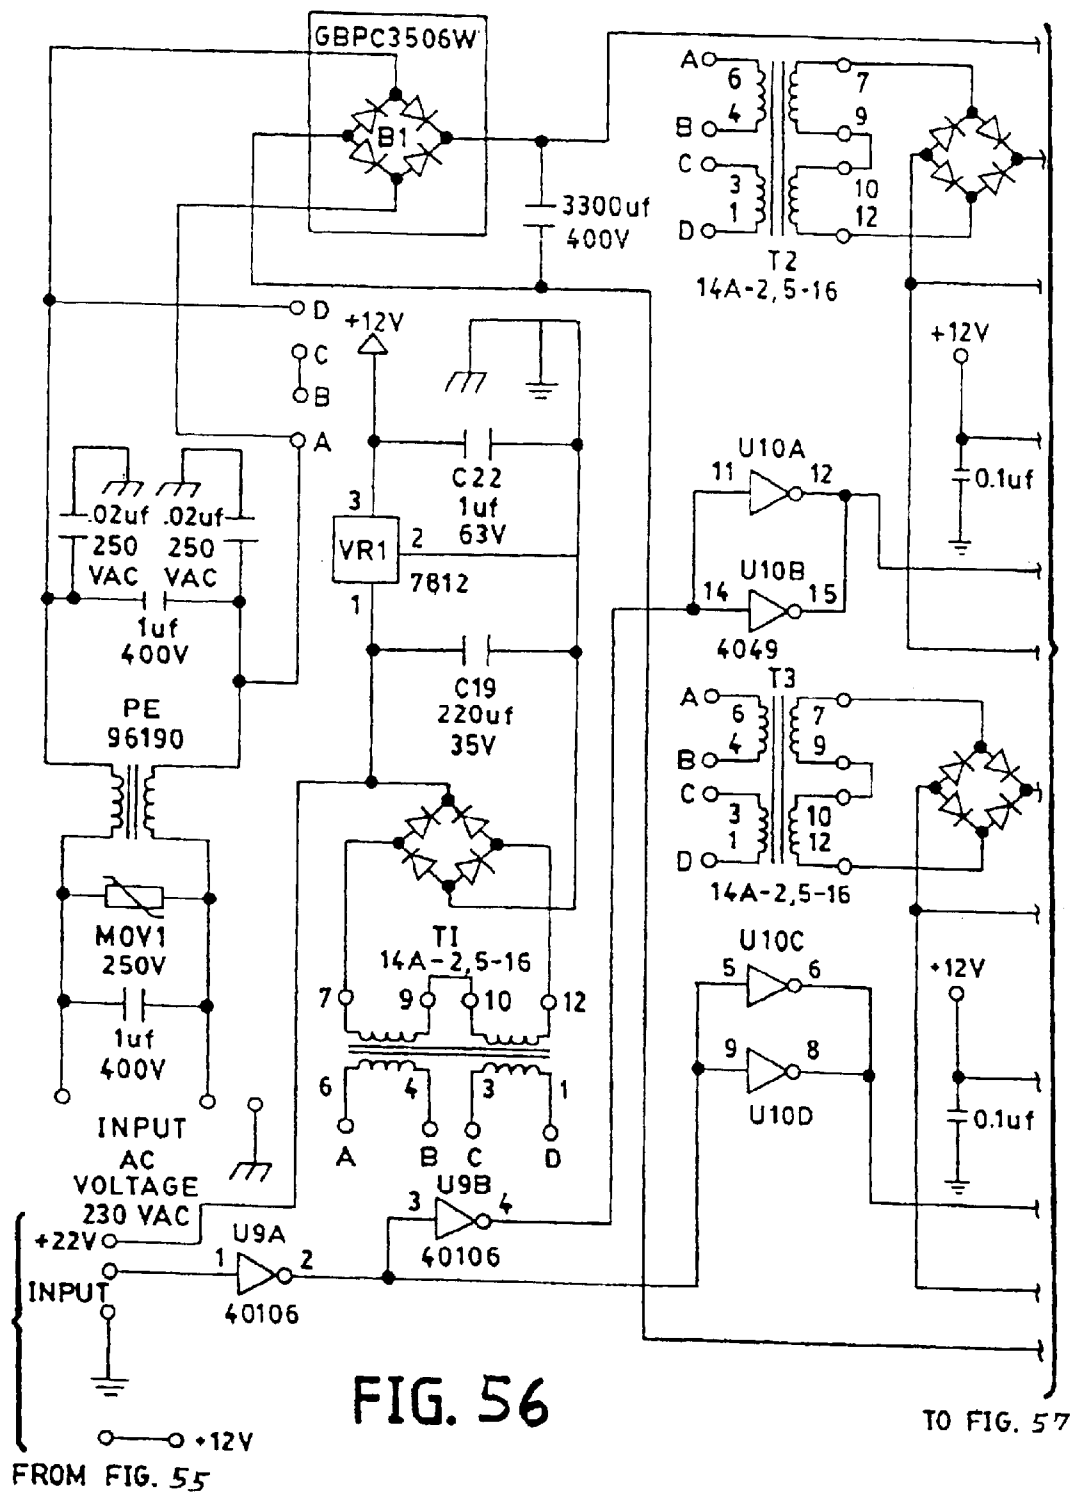 GBPC3506W
B1
3300uf
400V
A
6
4
B
C
3
1
D
7
9
10
12
T2
14A-2,5-16
D
C
B
A
+12V
+12V
0.1uf
C22
1uf
63V
3
VR1
2
7812
1
.02uf
250
VAC
.02uf
250
VAC
1uf
400V
PE
96190
C19
220uf
35V
U10A
11
12
U10B
14
15
4049
T3
A
6
4
B
C
3
1
D
7
9
10
12
14A-2,5-16
MOV1
250V
1uf
400V
T1
14A-2,5-16
7
9
10
12
6
4
3
1
A
B
C
D
U10C
5
6
9
8
U10D
+12V
0.1uf
INPUT
AC
VOLTAGE
230 VAC
+22V
INPUT
U9A
1
2
40106
U9B
3
4
40106
+12V
FIG. 56
FROM FIG. 55
TO FIG. 57